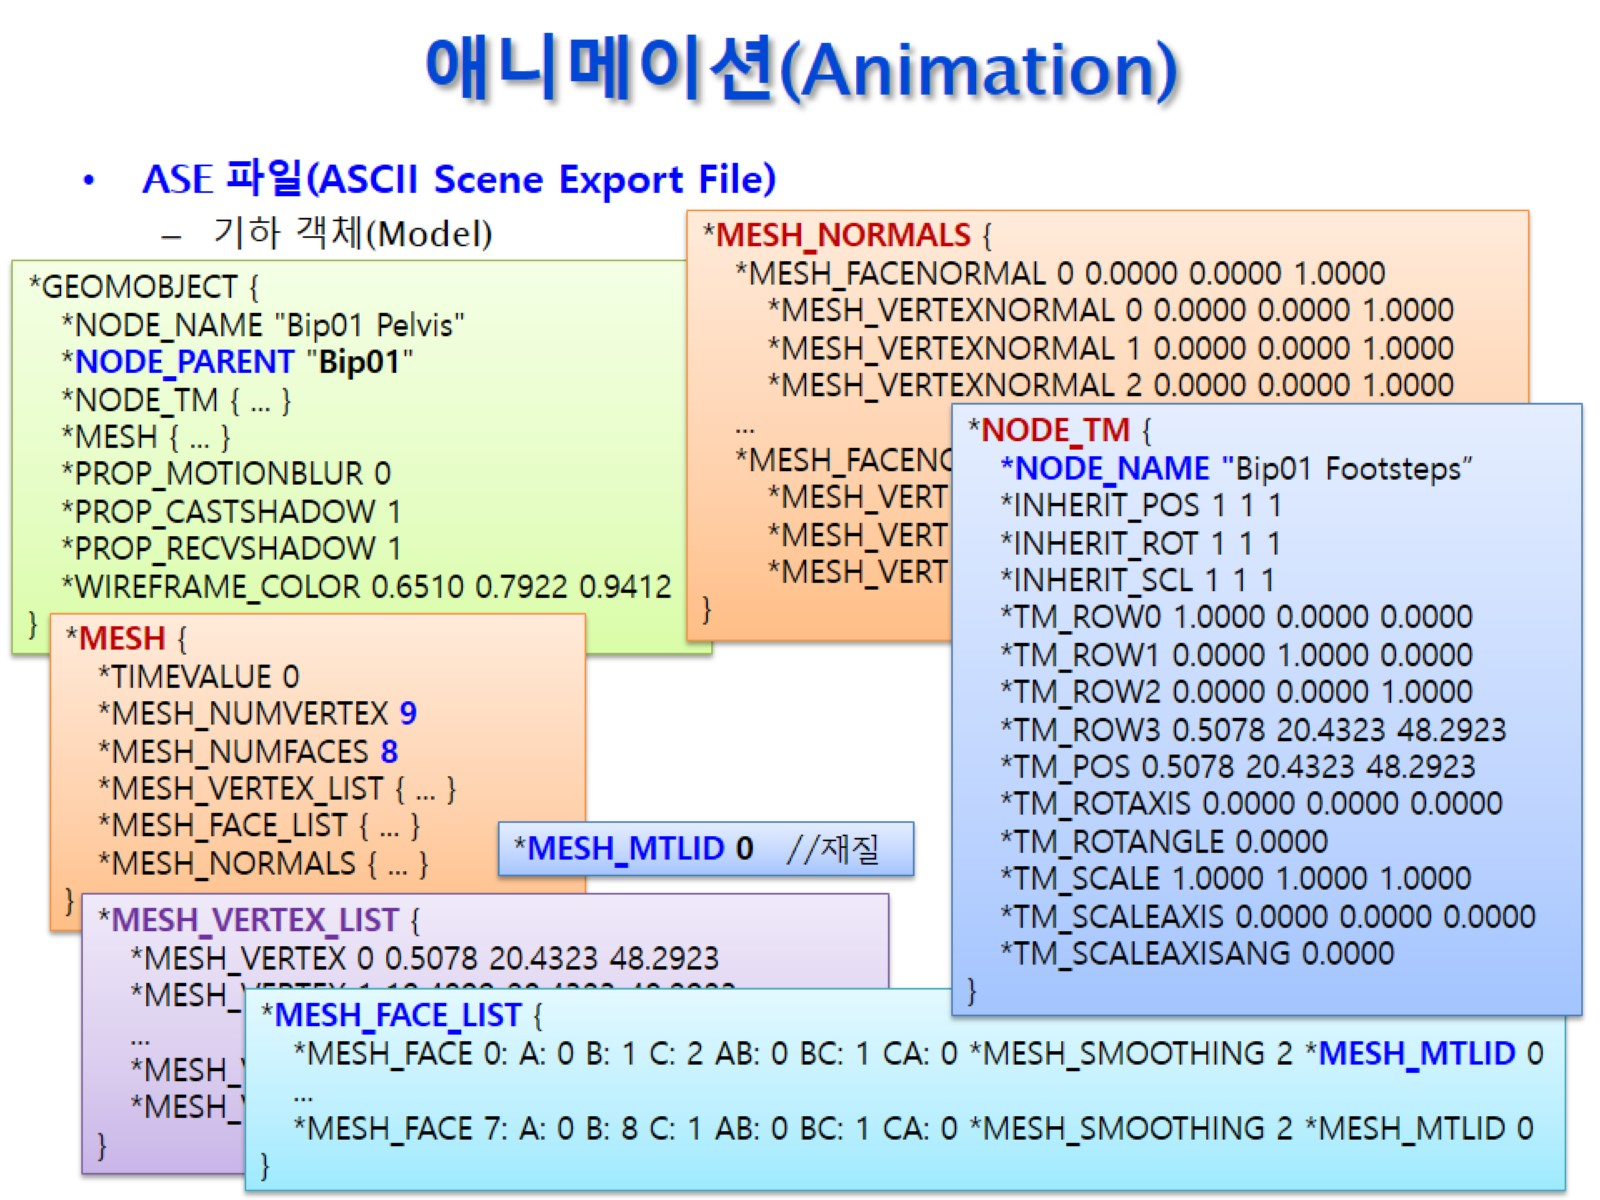 애니메이션(Animation)
• ASE 파일(ASCII Scene Export File)
– 기하 객체(Model)
*GEOMOBJECT {
*NODE_NAME "Bip01 Pelvis"
*NODE_PARENT "Bip01"
*NODE_TM { ... }
*MESH { ... }
*PROP_MOTIONBLUR 0
*PROP_CASTSHADOW 1
*PROP_RECVSHADOW 1
*WIREFRAME_COLOR 0.6510 0.7922 0.9412
}
*MESH {
*TIMEVALUE 0
*MESH_NUMVERTEX 9
*MESH_NUMFACES 8
*MESH_VERTEX_LIST { ... }
*MESH_FACE_LIST { ... }
*MESH_NORMALS { ... }
}
*MESH_MTLID 0 //재질
*MESH_VERTEX_LIST {
*MESH_VERTEX 0 0.5078 20.4323 48.2923
*MESH_
...
*MESH_
*MESH_
}
*MESH_FACE_LIST {
*MESH_FACE 0: A: 0 B: 1 C: 2 AB: 0 BC: 1 CA: 0 *MESH_SMOOTHING 2 *MESH_MTLID 0
...
*MESH_FACE 7: A: 0 B: 8 C: 1 AB: 0 BC: 1 CA: 0 *MESH_SMOOTHING 2 *MESH_MTLID 0
}
*MESH_NORMALS {
*MESH_FACENORMAL 0 0.0000 0.0000 1.0000
*MESH_VERTEXNORMAL 0 0.0000 0.0000 1.0000
*MESH_VERTEXNORMAL 1 0.0000 0.0000 1.0000
*MESH_VERTEXNORMAL 2 0.0000 0.0000 1.0000
...
*MESH_FACENO
*MESH_VERT
*MESH_VERT
*MESH_VERT
}
*NODE_TM {
*NODE_NAME "Bip01 Footsteps”
*INHERIT_POS 1 1 1
*INHERIT_ROT 1 1 1
*INHERIT_SCL 1 1 1
*TM_ROW0 1.0000 0.0000 0.0000
*TM_ROW1 0.0000 1.0000 0.0000
*TM_ROW2 0.0000 0.0000 1.0000
*TM_ROW3 0.5078 20.4323 48.2923
*TM_POS 0.5078 20.4323 48.2923
*TM_ROTAXIS 0.0000 0.0000 0.0000
*TM_ROTANGLE 0.0000
*TM_SCALE 1.0000 1.0000 1.0000
*TM_SCALEAXIS 0.0000 0.0000 0.0000
*TM_SCALEAXISANG 0.0000
}